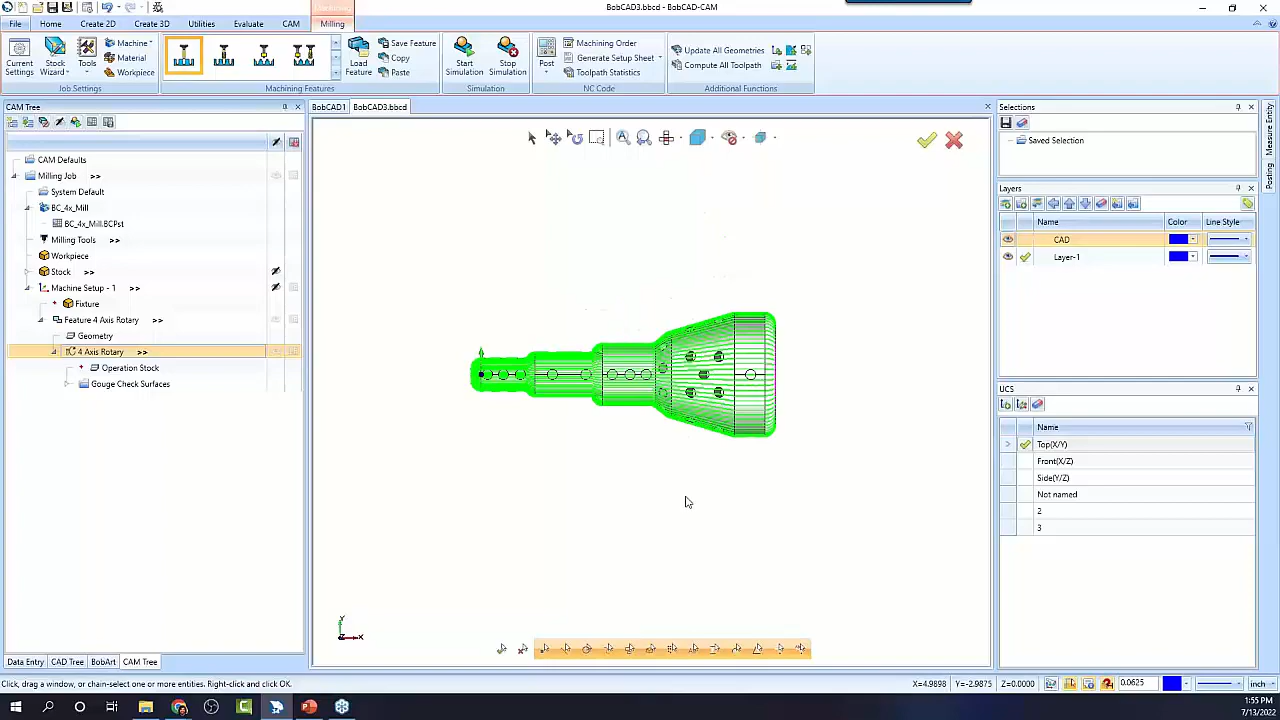 BobCAD3.bbcd - BobCAD-CAM
Machining
File Home Create 2D Create 3D Utilities Evaluate CAM Milling
Current Settings
Stock Wizard
Tools
Machine
Material
Workpiece
Job Settings
Load Feature
Save Feature
Copy
Paste
Machining Features
Start Simulation
Stop Simulation
Simulation
Post
Machining Order
Generate Setup Sheet
Toolpath Statistics
NC Code
Update All Geometries
Compute All Toolpath
Additional Functions
CAM Tree
BobCAD1 BobCAD3.bbcd
CAM Defaults
Milling Job >>
System Default
BC_4x_Mill
BC_4x_Mill.BCPst
Milling Tools >>
Workpiece
Stock >>
Machine Setup - 1 >>
Fixture
Feature 4 Axis Rotary >>
Geometry
4 Axis Rotary >>
Operation Stock
Gouge Check Surfaces
Y
X
Selections
Saved Selection
Layers
Name Color Line Style
CAD
Layer-1
UCS
Name
Top(X/Y)
Front(X/Z)
Side(Y/Z)
Not named
2
3
Measure Entity
Posting
Data Entry CAD Tree BobArt CAM Tree
Click, drag a window, or chain-select one or more entities. Right-click and click OK.
X=4.9898 Y=-2.9875 Z=0.0000 0.0625 inch
1:55 PM
7/13/2022